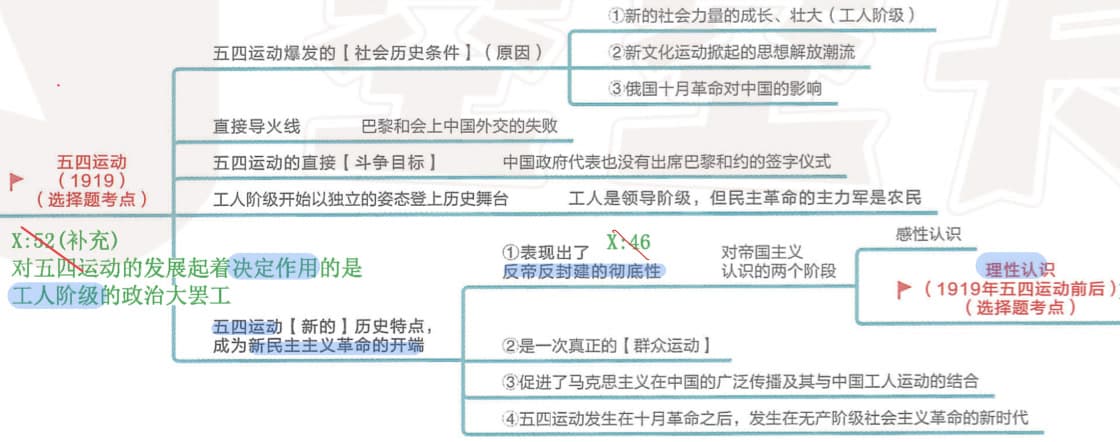 ①新的社会力量的成长、壮大（工人阶级）
五四运动爆发的【社会历史条件】（原因）
②新文化运动掀起的思想解放潮流
③俄国十月革命对中国的影响
直接导火线
巴黎和会上中国外交的失败
五四运动
（1919）
（选择题考点）
五四运动的直接【斗争目标】
中国政府代表也没有出席巴黎和约的签字仪式
工人阶级开始以独立的姿态登上历史舞台
工人是领导阶级，但民主革命的主力军是农民
X:52(补充)
对五四运动的发展起着决定作用的是
工人阶级的政治大罢工
①表现出了
反帝反封建的彻底性
X:46
对帝国主义
认识的两个阶段
感性认识
理性认识
（1919年五四运动前后）
（选择题考点）
五四运动【新的】历史特点，
成为新民主主义革命的开端
②是一次真正的【群众运动】
③促进了马克思主义在中国的广泛传播及其与中国工人运动的结合
④五四运动发生在十月革命之后，发生在无产阶级社会主义革命的新时代